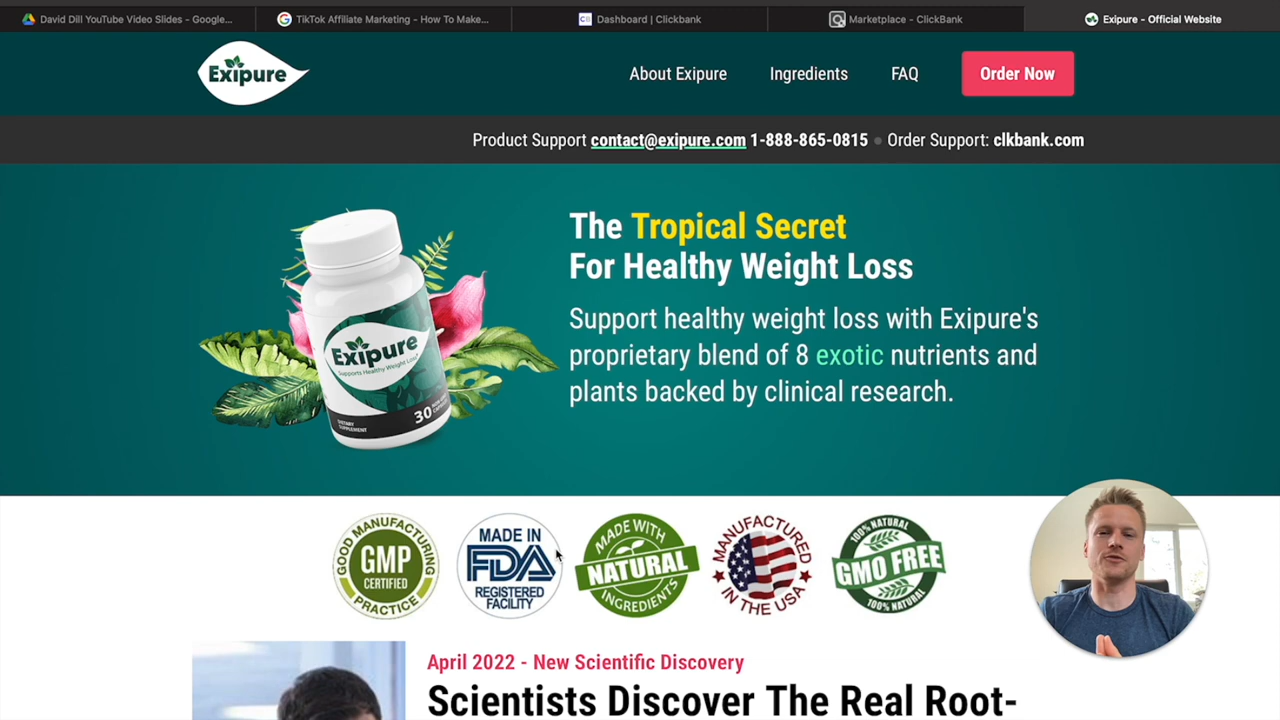 David Dill YouTube Video Slides - Google...
TikTok Affiliate Marketing - How To Make...
Dashboard | Clickbank
Marketplace - ClickBank
Exipure - Official Website
Exipure
About Exipure
Ingredients
FAQ
Order Now
Product Support contact@exipure.com 1-888-865-0815 ● Order Support: clkbank.com
The Tropical Secret
For Healthy Weight Loss
Support healthy weight loss with Exipure's
proprietary blend of 8 exotic nutrients and
plants backed by clinical research.
Exipure
Supports Healthy Weight Loss
DIETARY
SUPPLEMENT
30
GOOD MANUFACTURING
GMP
CERTIFIED
PRACTICE
MADE IN
FDA
REGISTERED
FACILITY
MADE WITH
NATURAL
INGREDIENTS
MANUFACTURED
IN THE USA
100% NATURAL
GMO FREE
100% NATURAL
April 2022 - New Scientific Discovery
Scientists Discover The Real Root-